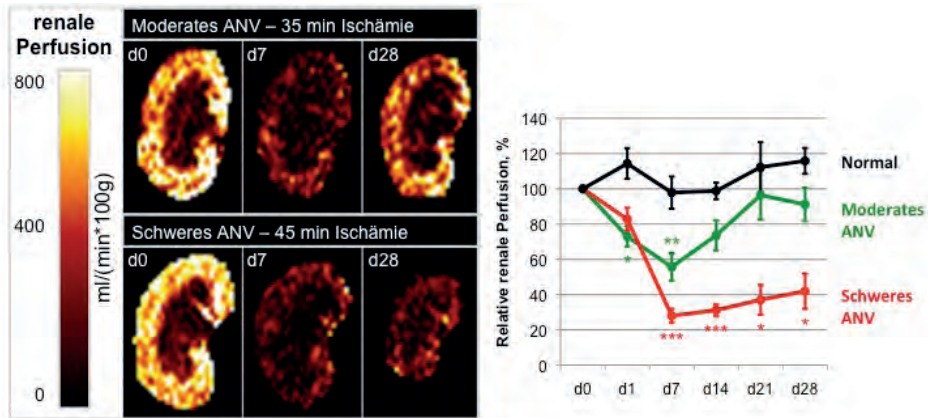 renale
Perfusion
800
400
0
ml/(min*100g)
Moderates ANV – 35 min Ischämie
d0 d7 d28
Schweres ANV – 45 min Ischämie
d0 d7 d28
Relative renale Perfusion, %
140
120
100
80
60
40
20
0
d0 d1 d7 d14 d21 d28
**
*
*** *** * *
Normal
Moderates
ANV
Schweres
ANV